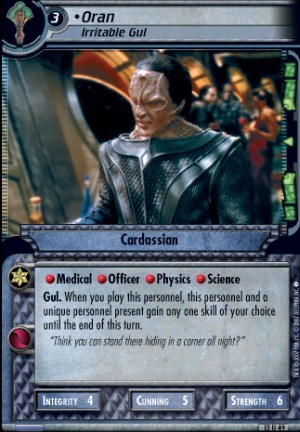 3 •Oran
Irritable Gul
Cardassian
Medical Officer Physics Science
Gul. When you play this personnel, this personnel and a
unique personnel present gain any one skill of your choice
until the end of this turn.
"Think you can stand there hiding in a corner all night?"
INTEGRITY 4 CUNNING 5 STRENGTH 6